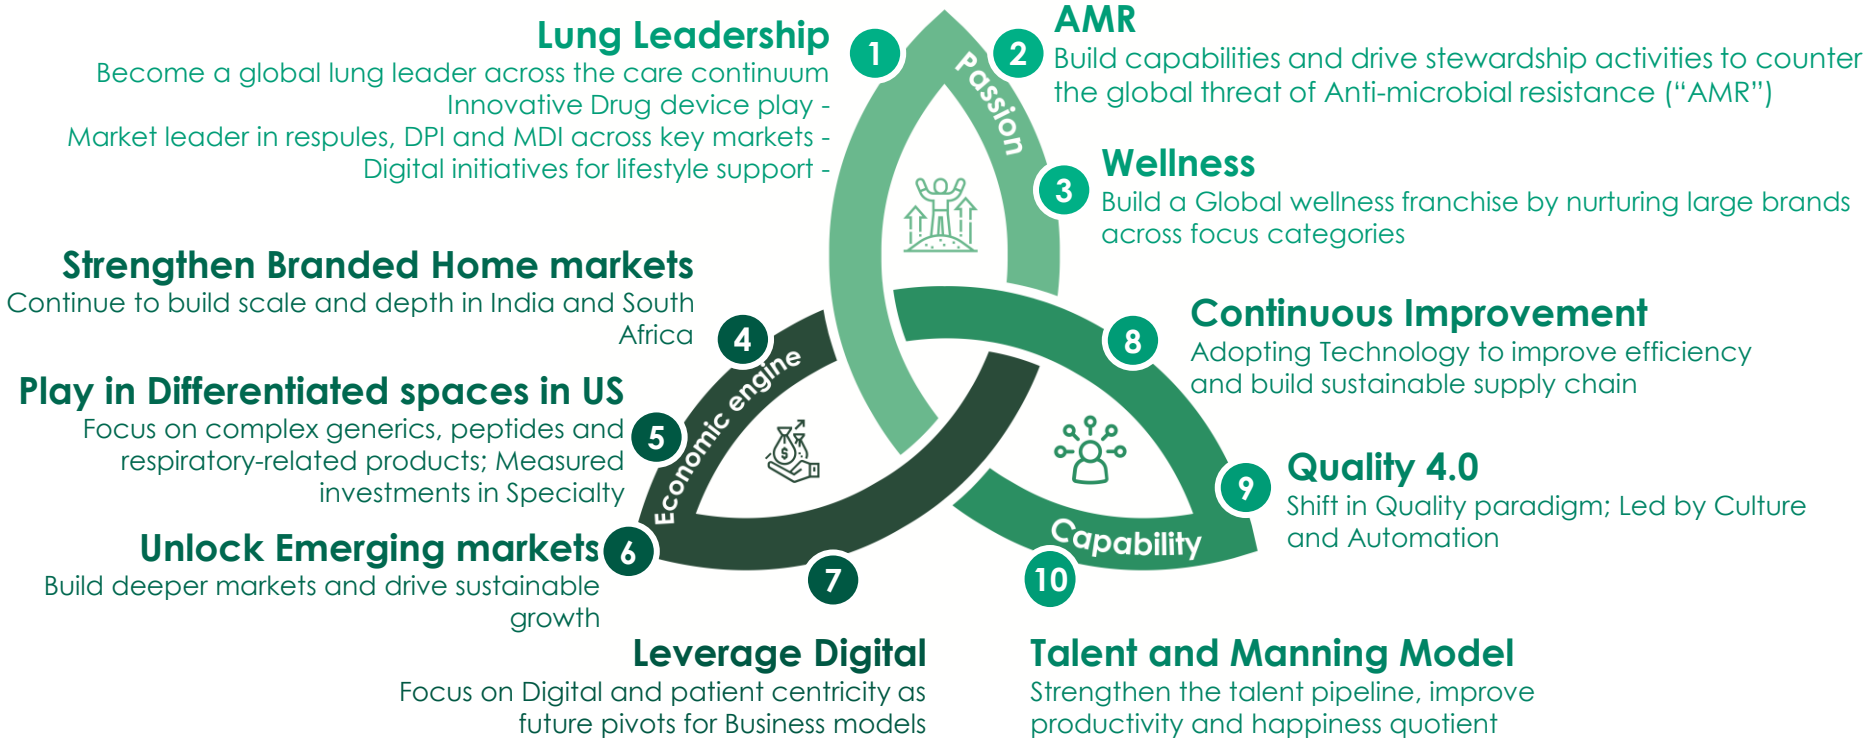 Lung Leadership
Become a global lung leader across the care continuum
Innovative Drug device play -
Market leader in respules, DPI and MDI across key markets -
Digital initiatives for lifestyle support -
1
Passion
2
AMR
Build capabilities and drive stewardship activities to counter
the global threat of Anti-microbial resistance (“AMR”)
3
Wellness
Build a Global wellness franchise by nurturing large brands
across focus categories
Strengthen Branded Home markets
Continue to build scale and depth in India and South
Africa
4
Economic engine
Play in Differentiated spaces in US
Focus on complex generics, peptides and
respiratory-related products; Measured
investments in Specialty
5
$
Unlock Emerging markets
Build deeper markets and drive sustainable
growth
6
7
Leverage Digital
Focus on Digital and patient centricity as
future pivots for Business models
8
Continuous Improvement
Adopting Technology to improve efficiency
and build sustainable supply chain
9
Quality 4.0
Shift in Quality paradigm; Led by Culture
and Automation
Capability
10
Talent and Manning Model
Strengthen the talent pipeline, improve
productivity and happiness quotient